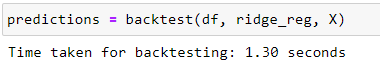 predictions = backtest(df, ridge_reg, X)
Time taken for backtesting: 1.30 seconds